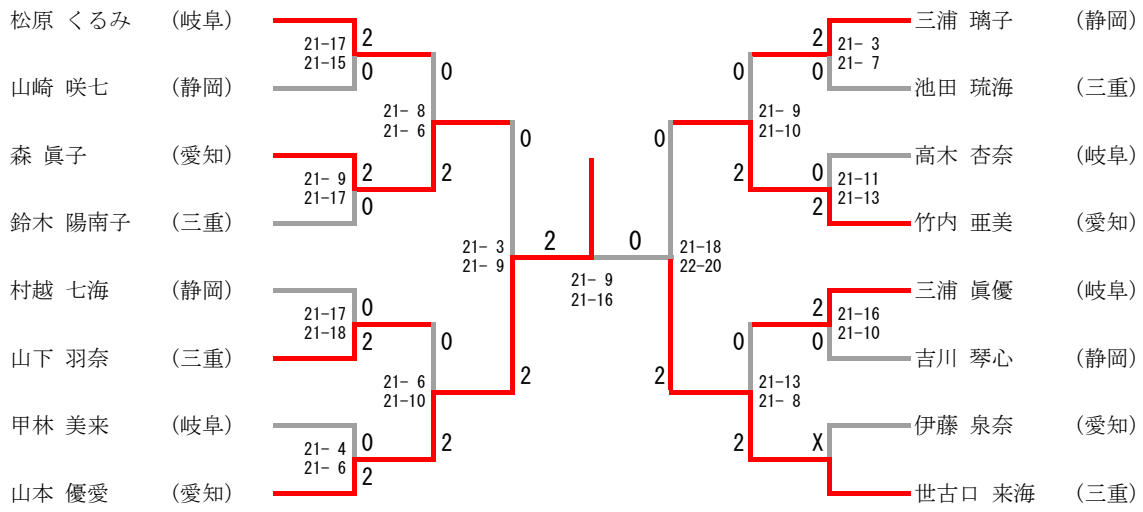 松原 くるみ (岐阜)
21-17 2
21-15 0
山崎 咲七 (静岡)
21- 8 0
21- 6 2
森 眞子 (愛知)
21- 9 2
21-17 0
鈴木 陽南子 (三重)
21- 3 0
21- 9 2
村越 七海 (静岡)
21-17 0
21-18 2
山下 羽奈 (三重)
21- 6 0
21-10 2
甲林 美来 (岐阜)
21- 4 0
21- 6 2
山本 優愛 (愛知)
2 0
21- 9
21-16
三浦 璃子 (静岡)
2 21- 3
0 21- 7
池田 琉海 (三重)
0 21- 9
2 21-10
高木 杏奈 (岐阜)
0 21-11
2 21-13
竹内 亜美 (愛知)
0 21-18
2 22-20
三浦 眞優 (岐阜)
2 21-16
0 21-10
吉川 琴心 (静岡)
0 21-13
2 21- 8
伊藤 泉奈 (愛知)
X
世古口 来海 (三重)